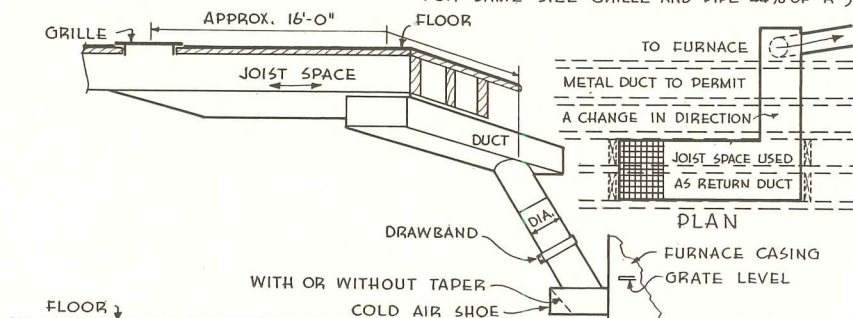 FOR SAME SIZE GRILLE AND PIPE
APPROX. 16'-0"
FLOOR
GRILLE
TO FURNACE
JOIST SPACE
METAL DUCT TO PERMIT
A CHANGE IN DIRECTION
DUCT
JOIST SPACE USED
AS RETURN DUCT
PLAN
DIA.
DRAWBAND
FURNACE CASING
GRATE LEVEL
WITH OR WITHOUT TAPER
COLD AIR SHOE
FLOOR